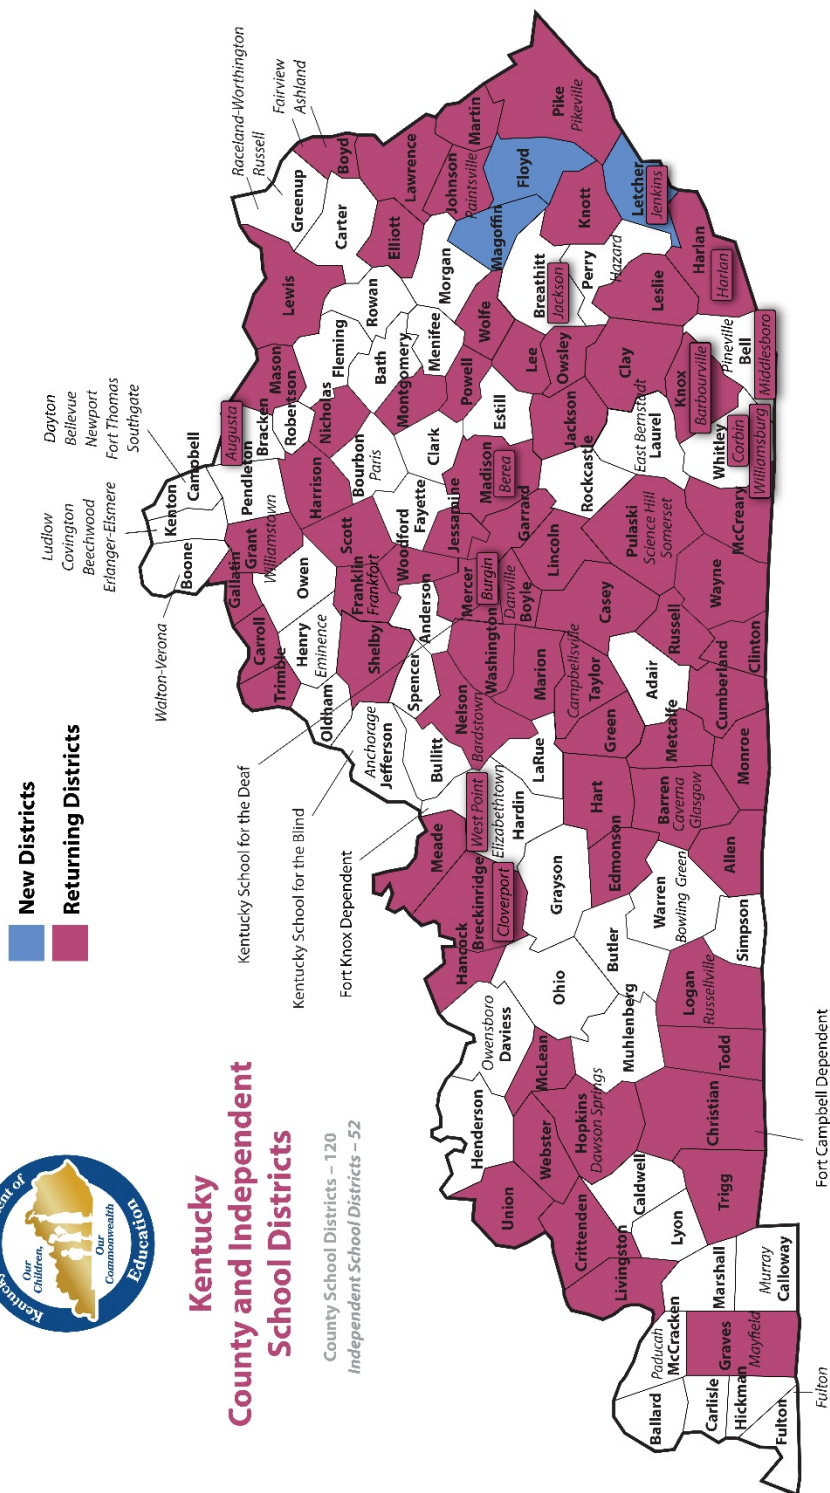 Kentucky Department of
Education
Our
Children,
Our
Commonwealth
Kentucky
County and Independent
School Districts
County School Districts – 120
Independent School Districts – 52
New Districts
Returning Districts
Kentucky School for the Deaf
Kentucky School for the Blind
Fort Knox Dependent
Walton-Verona
Ludlow
Covington
Beechwood
Erlanger-Elsmere
Dayton
Bellevue
Newport
Fort Thomas
Southgate
Raceland-Worthington
Russell
Fairview
Ashland
Boone
Kenton
Campbell
Gallatin
Grant
Williamstown
Pendleton
Bracken
Augusta
Robertson
Mason
Lewis
Greenup
Boyd
Carter
Lawrence
Elliott
Rowan
Fleming
Nicholas
Harrison
Scott
Owen
Carroll
Trimble
Henry
Eminence
Oldham
Shelby
Franklin
Frankfort
Woodford
Fayette
Bourbon
Paris
Clark
Montgomery
Bath
Menifee
Morgan
Johnson
Paintsville
Martin
Pike
Pikeville
Floyd
Magoffin
Wolfe
Powell
Estill
Madison
Berea
Jessamine
Anderson
Spencer
Anchorage
Jefferson
Bullitt
Nelson
Bardstown
Washington
Mercer
Burgin
Danville
Boyle
Garrard
Lincoln
Rockcastle
Jackson
Lee
Owsley
Breathitt
Jackson
Knott
Perry
Hazard
Letcher
Jenkins
Leslie
Harlan
Harlan
Clay
Knox
Barbourville
Pineville
Bell
Middlesboro
East Bernstadt
Laurel
Whitley
Corbin
Williamsburg
McCreary
Pulaski
Science Hill
Somerset
Wayne
Casey
Russell
Clinton
Cumberland
Adair
Campbellsville
Taylor
Marion
LaRue
Green
Metcalfe
Monroe
Hart
Barren
Caverna
Glasgow
Allen
Edmonson
Warren
Bowling Green
Simpson
West Point
Elizabethtown
Hardin
Meade
Breckinridge
Cloverport
Hancock
Grayson
Butler
Ohio
Owensboro
Daviess
McLean
Muhlenberg
Logan
Russellville
Todd
Henderson
Webster
Hopkins
Dawson Springs
Christian
Union
Crittenden
Caldwell
Trigg
Lyon
Livingston
Marshall
Murray
Calloway
Paducah
McCracken
Graves
Mayfield
Ballard
Carlisle
Hickman
Fulton
Fulton
Fort Campbell Dependent